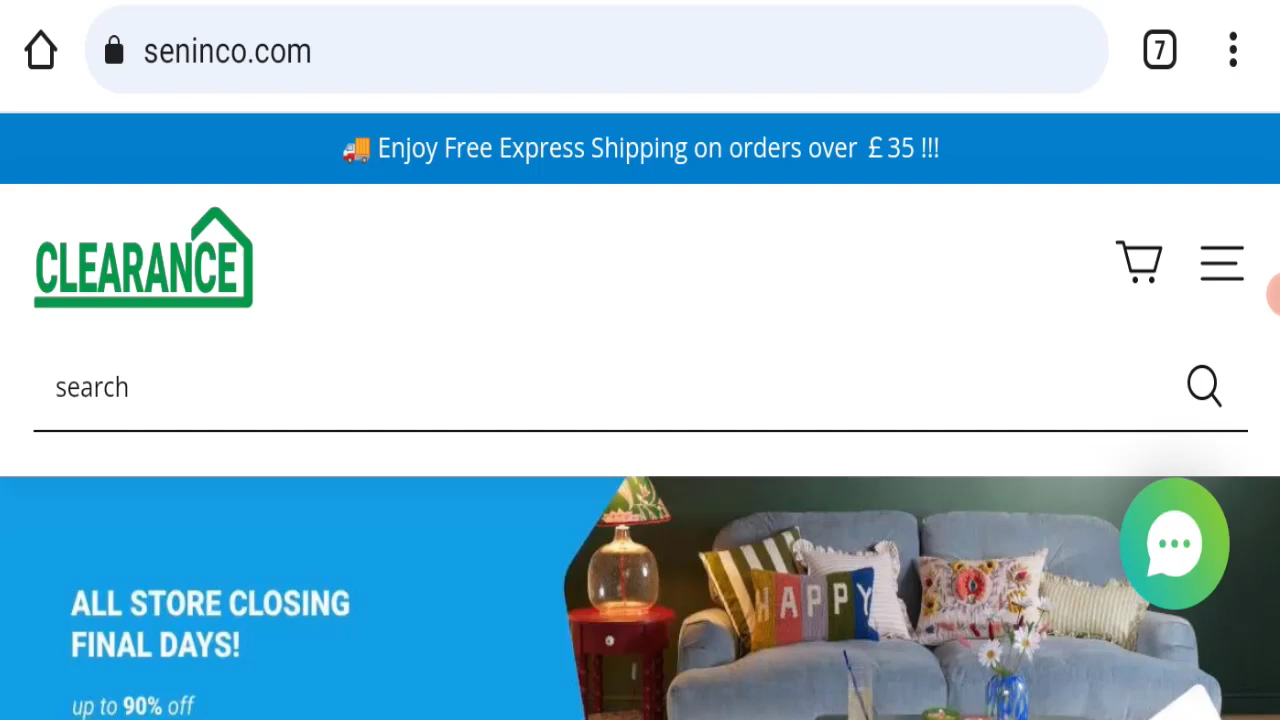 seninco.com
7
🚚 Enjoy Free Express Shipping on orders over £35 !!!
CLEARANCE
search
ALL STORE CLOSING
FINAL DAYS!
up to 90% off
HAPPY